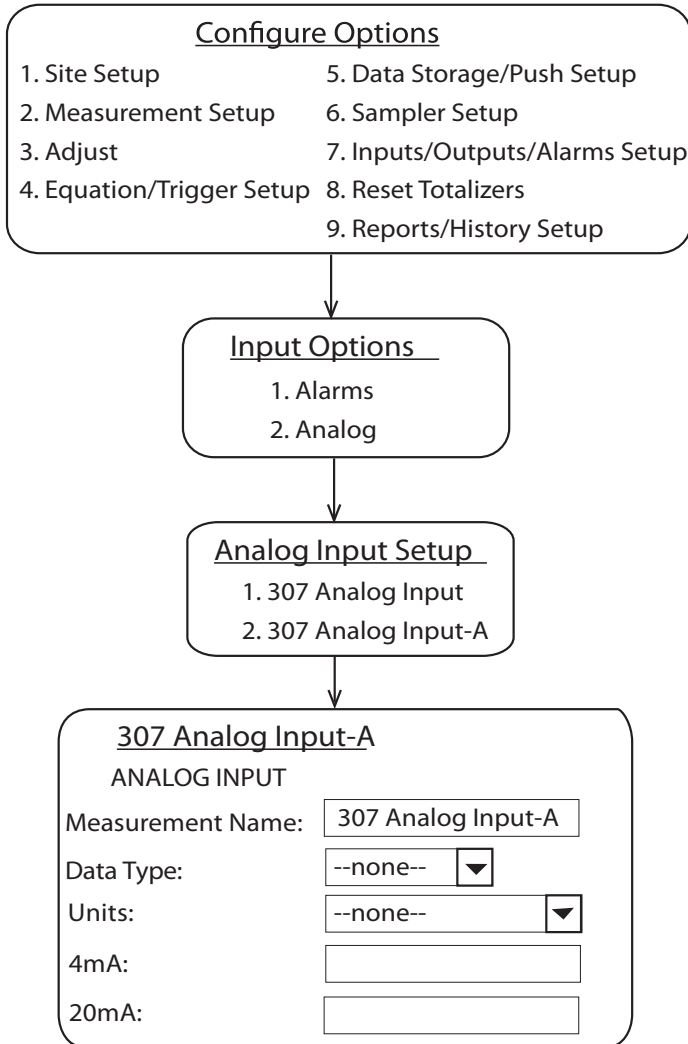 Configure Options
1. Site Setup
2. Measurement Setup
3. Adjust
4. Equation/Trigger Setup
5. Data Storage/Push Setup
6. Sampler Setup
7. Inputs/Outputs/Alarms Setup
8. Reset Totalizers
9. Reports/History Setup
Input Options
1. Alarms
2. Analog
Analog Input Setup
1. 307 Analog Input
2. 307 Analog Input-A
307 Analog Input-A
ANALOG INPUT
Measurement Name: 307 Analog Input-A
Data Type: --none--
Units: --none--
4mA:
20mA: